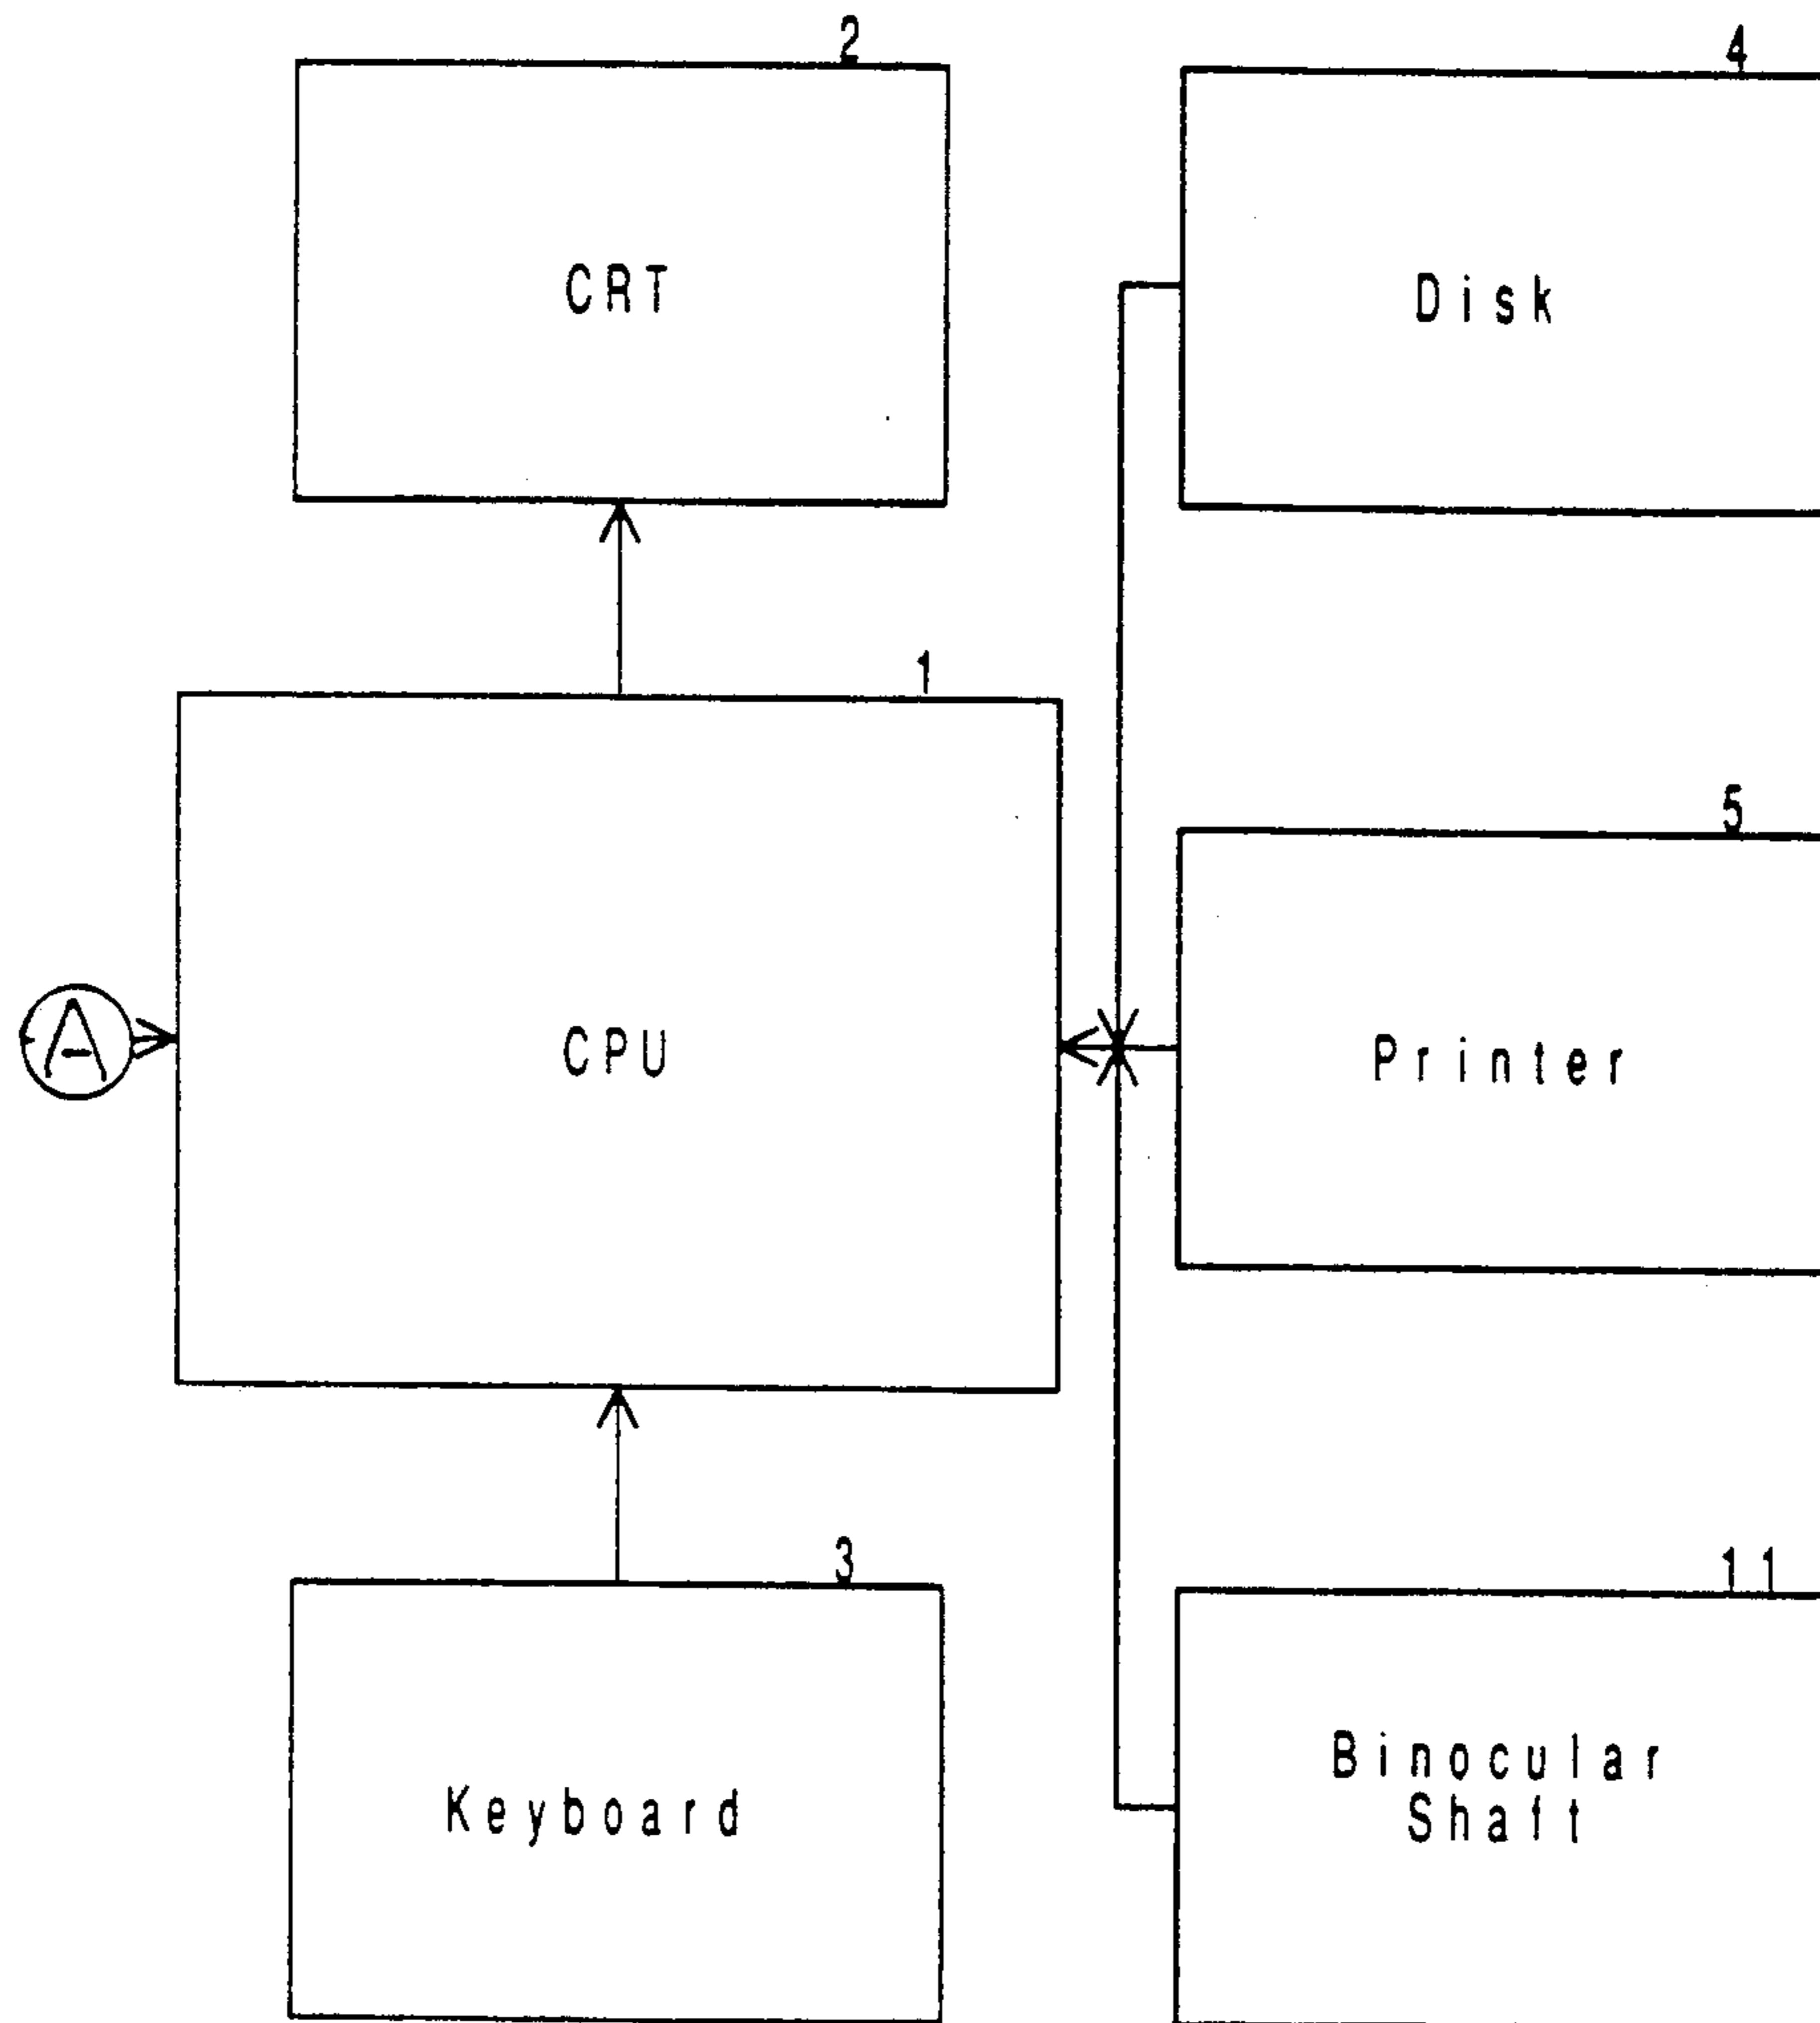 2
CRT
4
Disk
1
CPU
A
5
Printer
3
Keyboard
11
Binocular
Shaft